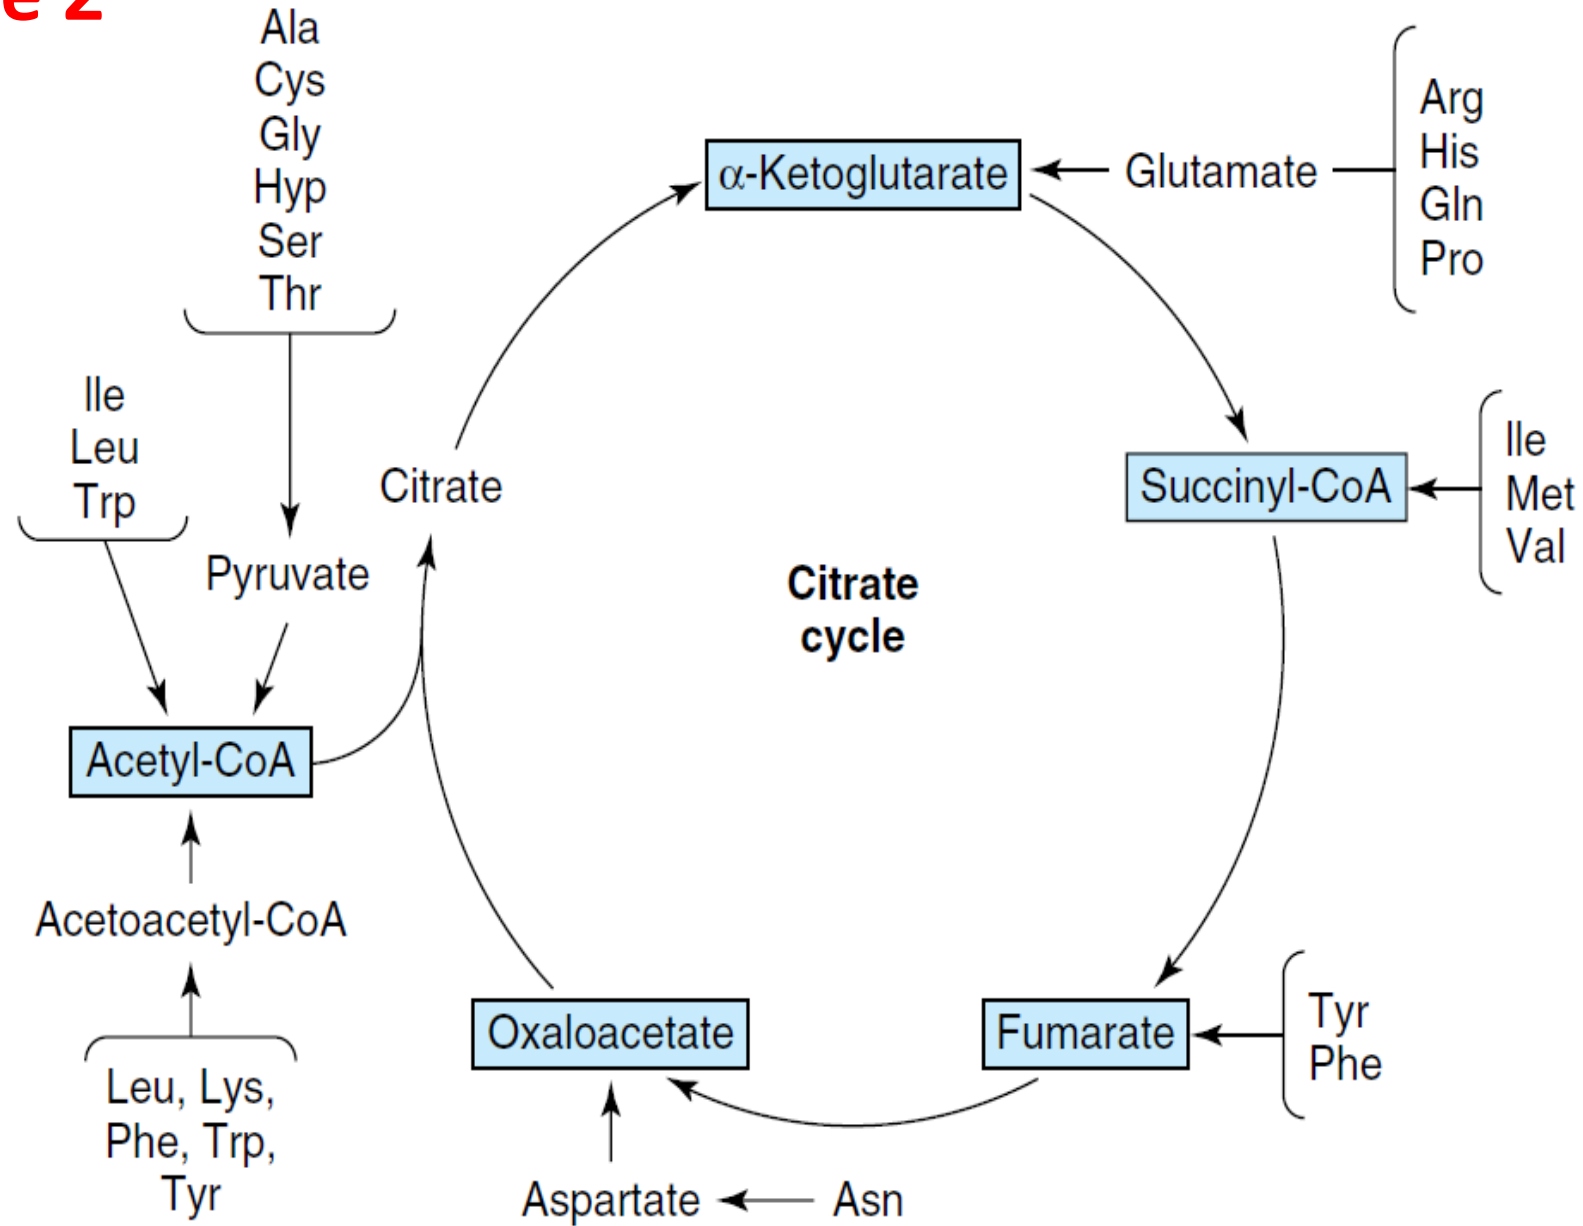 e 2
Ala
Cys
Gly
Hyp
Ser
Thr
Ile
Leu
Trp
Pyruvate
Citrate
Acetyl-CoA
Acetoacetyl-CoA
Leu, Lys,
Phe, Trp,
Tyr
α-Ketoglutarate
Glutamate
Arg
His
Gln
Pro
Succinyl-CoA
Ile
Met
Val
Citrate
cycle
Oxaloacetate
Fumarate
Tyr
Phe
Aspartate
Asn